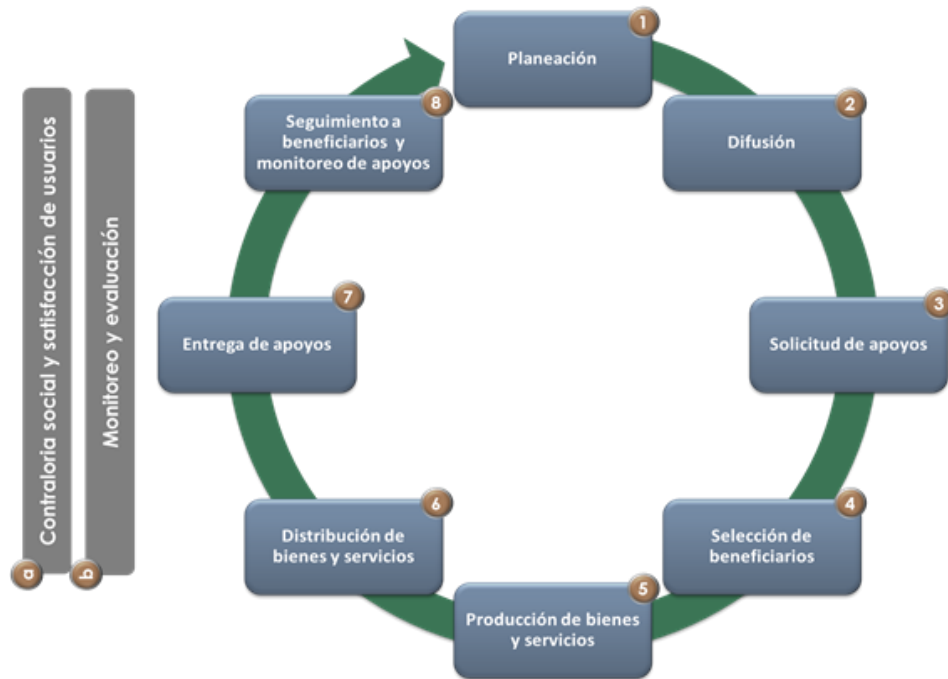 1
Planeación
2
Difusión
3
Solicitud de apoyos
4
Selección de
beneficiarios
5
Producción de bienes
y servicios
6
Distribución de
bienes y servicios
7
Entrega de apoyos
8
Seguimiento a
beneficiarios y
monitoreo de apoyos
a
Contraloria social y satisfacción de usuarios
b
Monitoreo y evaluación